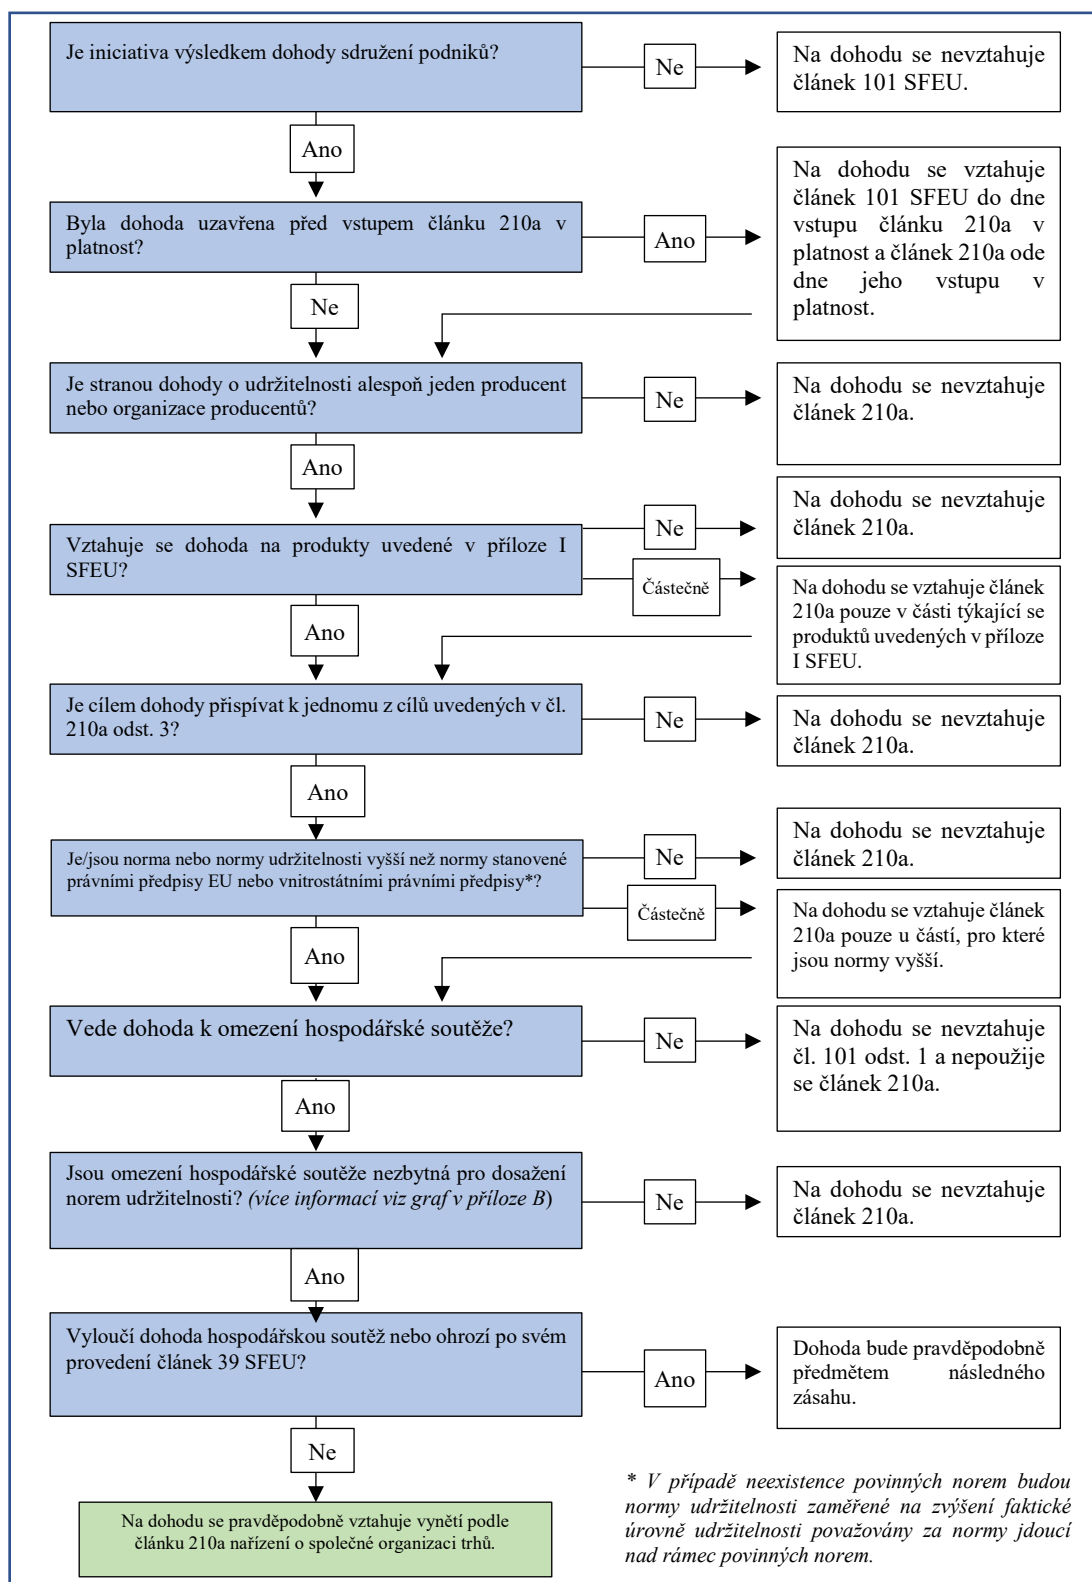 Je iniciativa výsledkem dohody sdružení podniků?
Ne
Na dohodu se nevztahuje
článek 101 SFEU.
Ano
Byla dohoda uzavřena před vstupem článku 210a v
platnost?
Ano
Na dohodu se vztahuje
článek 101 SFEU do dne
vstupu článku 210a v
platnost a článek 210a ode
dne jeho vstupu v
platnost.
Ne
Je stranou dohody o udržitelnosti alespoň jeden producent
nebo organizace producentů?
Ne
Na dohodu se nevztahuje
článek 210a.
Ano
Vztahuje se dohoda na produkty uvedené v příloze I
SFEU?
Ne
Na dohodu se nevztahuje
článek 210a.
Částečně
Na dohodu se vztahuje článek
210a pouze v části týkající se
produktů uvedených v příloze
I SFEU.
Ano
Je cílem dohody přispívat k jednomu z cílů uvedených v čl.
210a odst. 3?
Ne
Na dohodu se nevztahuje
článek 210a.
Ano
Je/jsou norma nebo normy udržitelnosti vyšší než normy stanovené
právními předpisy EU nebo vnitrostátními právními předpisy*?
Ne
Na dohodu se nevztahuje
článek 210a.
Částečně
Na dohodu se vztahuje článek
210a pouze u částí, pro které
jsou normy vyšší.
Ano
Vede dohoda k omezení hospodářské soutěže?
Ne
Na dohodu se nevztahuje
čl. 101 odst. 1 a nepoužije
se článek 210a.
Ano
Jsou omezení hospodářské soutěže nezbytná pro dosažení
norem udržitelnosti? (více informací viz graf v příloze B)
Ne
Na dohodu se nevztahuje
článek 210a.
Ano
Vyloučí dohoda hospodářskou soutěž nebo ohrozí po svém
provedení článek 39 SFEU?
Ano
Dohoda bude pravděpodobně
předmětem následného
zásahu.
Ne
Na dohodu se pravděpodobně vztahuje vynětí podle
článku 210a nařízení o společné organizaci trhů.
* V případě neexistence povinných norem budou
normy udržitelnosti zaměřené na zvýšení faktické
úrovně udržitelnosti považovány za normy jdoucí
nad rámec povinných norem.